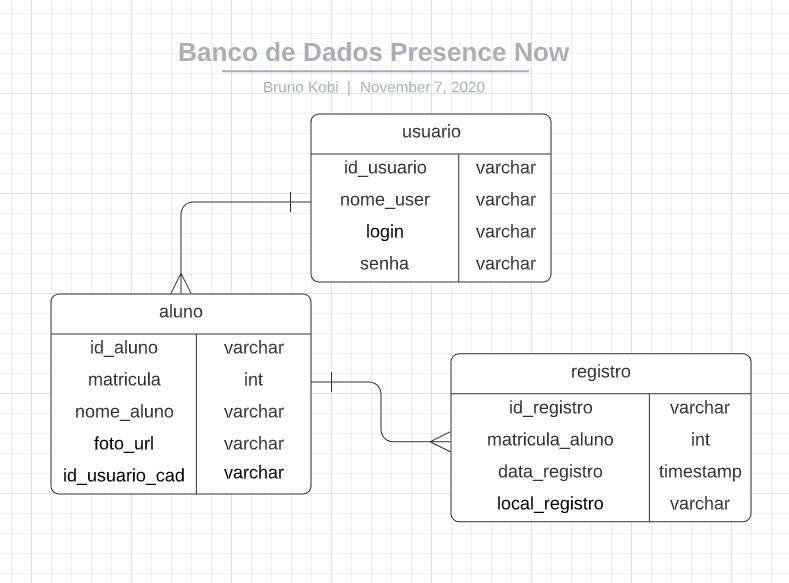 Banco de Dados Presence Now
Bruno Kobi | November 7, 2020
usuario
id_usuario varchar
nome_user varchar
login varchar
senha varchar
aluno
id_aluno varchar
matricula int
nome_aluno varchar
foto_url varchar
id_usuario_cad varchar
registro
id_registro varchar
matricula_aluno int
data_registro timestamp
local_registro varchar